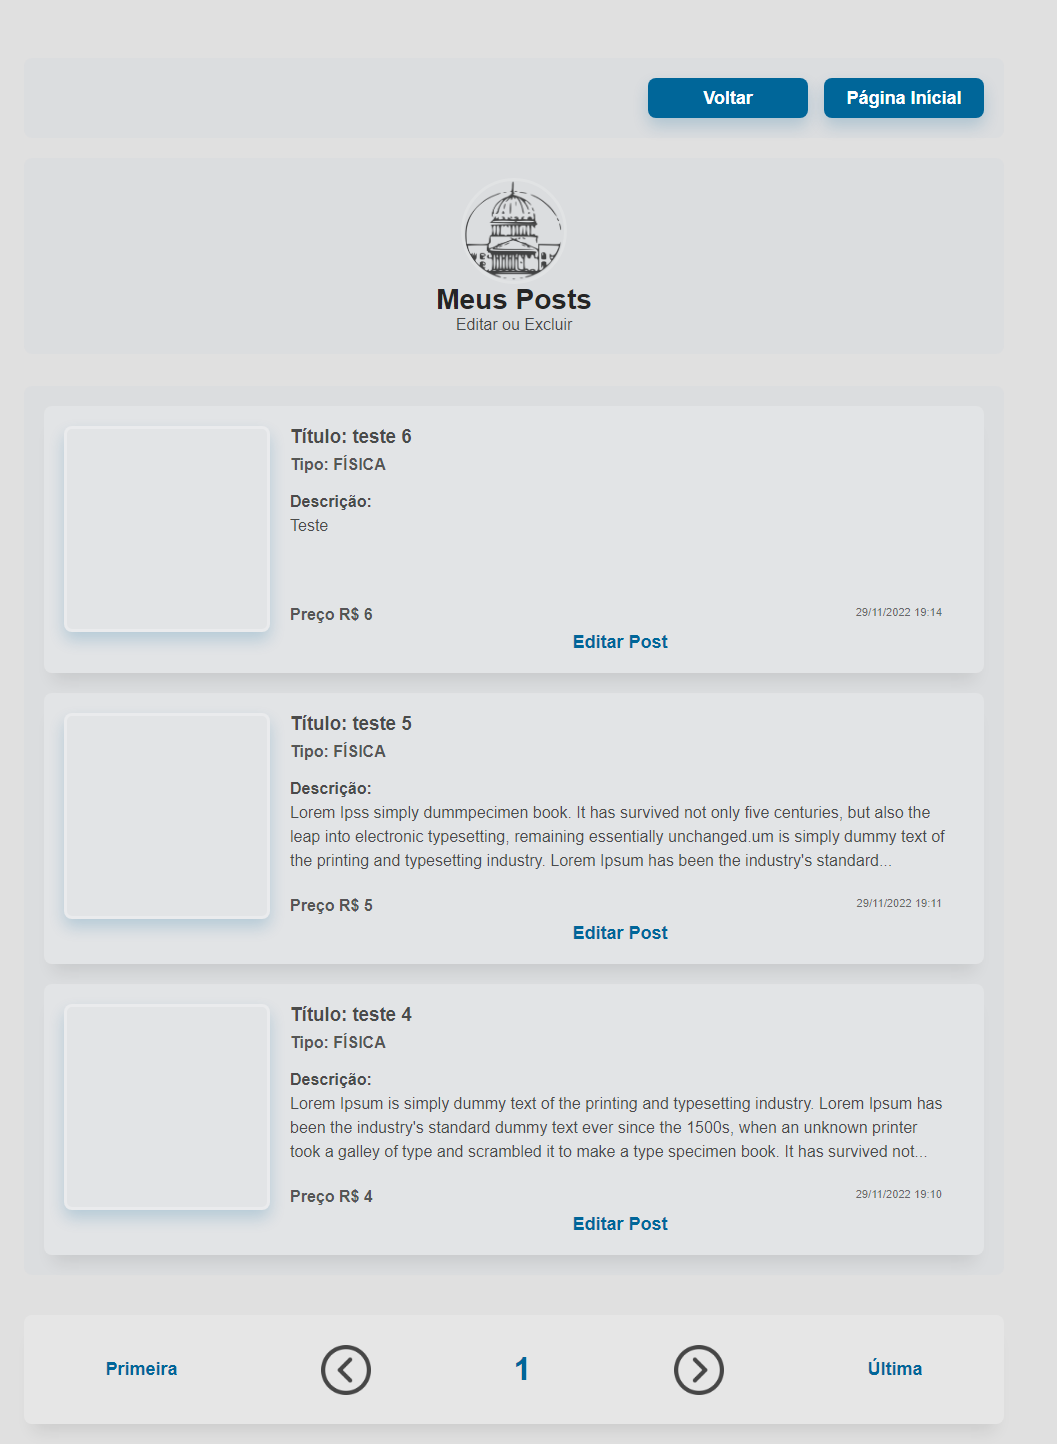 Voltar
Página Inícial
Meus Posts
Editar ou Excluir
Título: teste 6
Tipo: FÍSICA
Descrição:
Teste
Preço R$ 6
29/11/2022 19:14
Editar Post
Título: teste 5
Tipo: FÍSICA
Descrição:
Lorem Ipss simply dummpecimen book. It has survived not only five centuries, but also the
leap into electronic typesetting, remaining essentially unchanged.um is simply dummy text of
the printing and typesetting industry. Lorem Ipsum has been the industry's standard...
Preço R$ 5
29/11/2022 19:11
Editar Post
Título: teste 4
Tipo: FÍSICA
Descrição:
Lorem Ipsum is simply dummy text of the printing and typesetting industry. Lorem Ipsum has
been the industry's standard dummy text ever since the 1500s, when an unknown printer
took a galley of type and scrambled it to make a type specimen book. It has survived not...
Preço R$ 4
29/11/2022 19:10
Editar Post
Primeira
1
Última